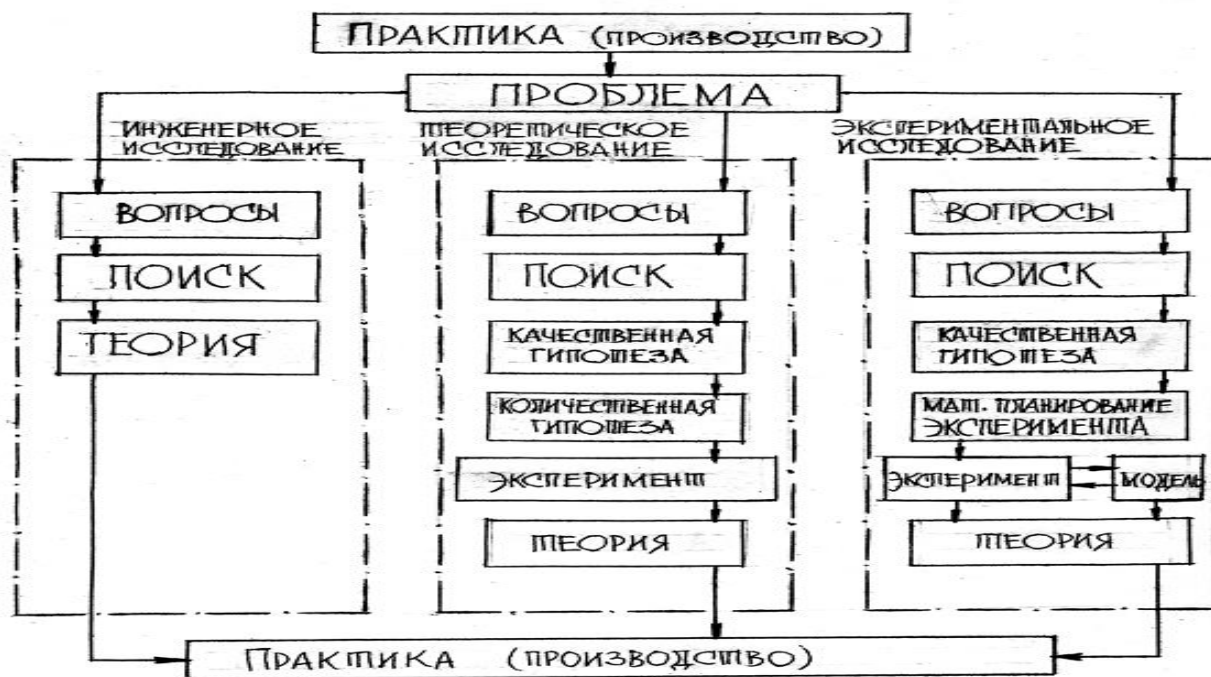 ПРАКТИКА (ПРОИЗВОДСТВО)
ПРОБЛЕМА
ИНЖЕНЕРНОЕ
ИССЛЕДОВАНИЕ
ВОПРОСЫ
ПОИСК
ТЕОРИЯ
ТЕОРЕТИЧЕСКОЕ
ИССЛЕДОВАНИЕ
ВОПРОСЫ
ПОИСК
КАЧЕСТВЕННАЯ
ГИПОТЕЗА
КОЛИЧЕСТВЕННАЯ
ГИПОТЕЗА
ЭКСПЕРИМЕНТ
ТЕОРИЯ
ЭКСПЕРИМЕНТАЛЬНОЕ
ИССЛЕДОВАНИЕ
ВОПРОСЫ
ПОИСК
КАЧЕСТВЕННАЯ
ГИПОТЕЗА
МАТ. ПЛАНИРОВАНИЕ
ЭКСПЕРИМЕНТА
ЭКСПЕРИМЕНТ
МОДЕЛЬ
ТЕОРИЯ
ПРАКТИКА (ПРОИЗВОДСТВО)